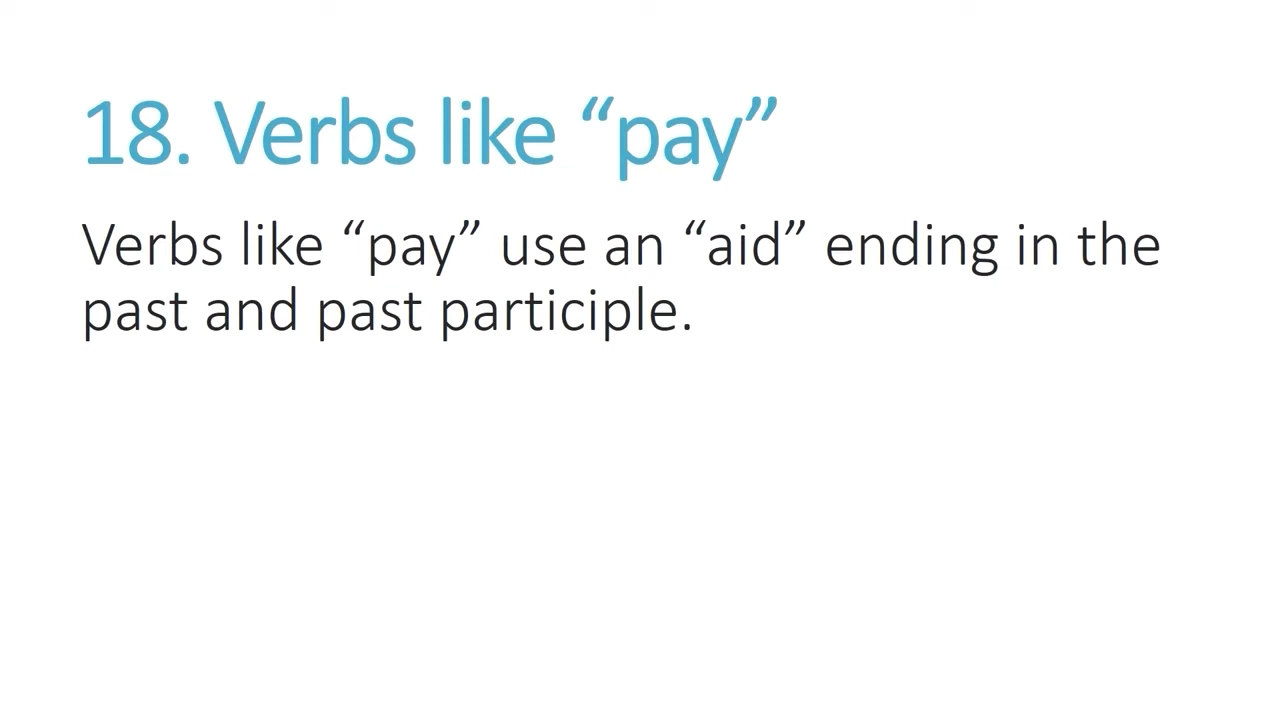 18. Verbs like “pay”
Verbs like “pay” use an “aid” ending in the
past and past participle.